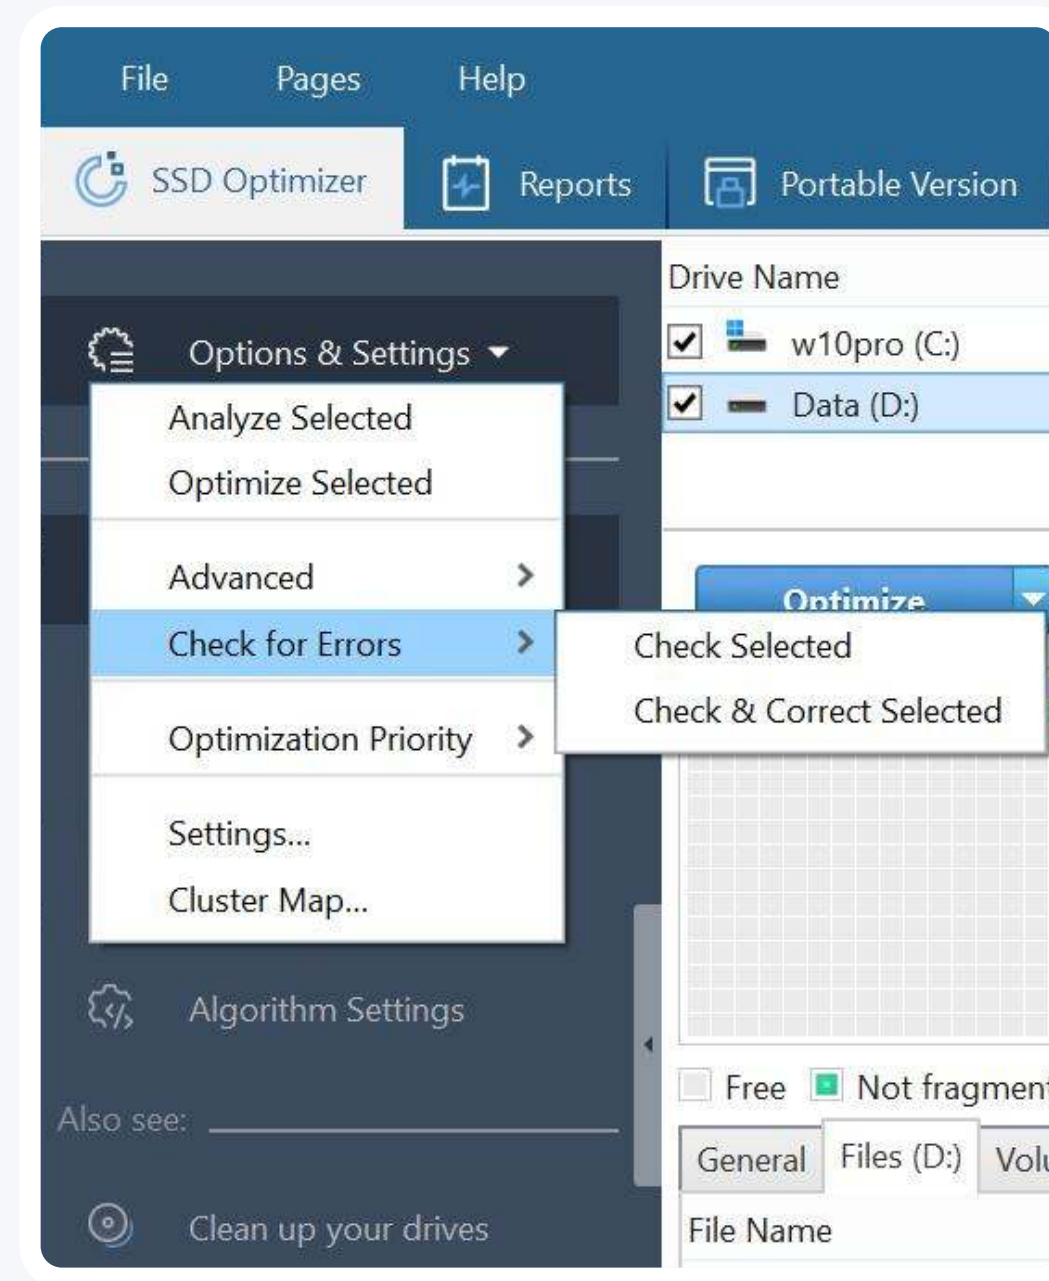 File Pages Help
SSD Optimizer Reports Portable Version
Drive Name
Options & Settings
w10pro (C:)
Data (D:)
Analyze Selected
Optimize Selected
Advanced
Optimize
Check for Errors
Check Selected
Check & Correct Selected
Optimization Priority
Settings...
Cluster Map...
Algorithm Settings
Free Not fragment
Also see:
General Files (D:) Volu
Clean up your drives
File Name